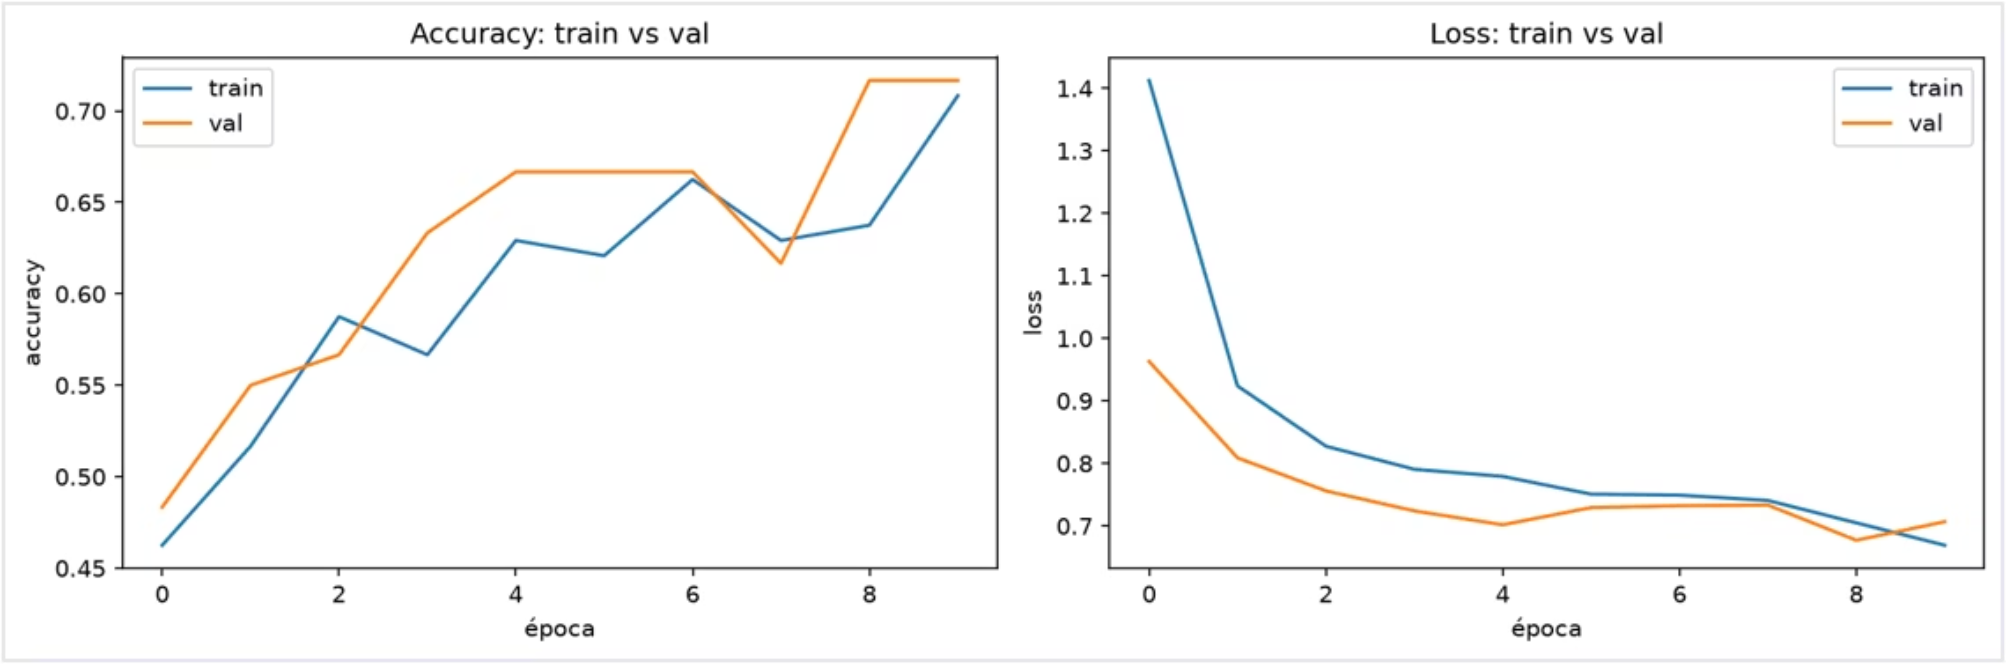 Accuracy: train vs val
train
val
0.70
0.65
0.60
0.55
0.50
0.45
accuracy
0 2 4 6 8
época
Loss: train vs val
train
val
1.4
1.3
1.2
1.1
1.0
0.9
0.8
0.7
loss
0 2 4 6 8
época